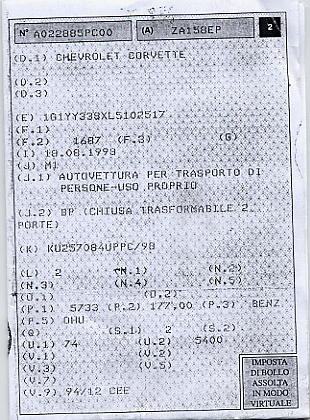 N° A022885PC00 (A) ZA158EP 2
(D.1) CHEVROLET CORVETTE
(D.2)
(D.3)
(E) 1G1YY338XL5102517
(F.1)
(F.2) 1687 (F.3) (G)
(I) 18.08.1998
(J) M1
(J.1) AUTOVETTURA PER TRASPORTO DI
PERSONE-USO PROPRIO
(J.2) BP (CHIUSA TRASFORMABILE 2
PORTE)
(K) KU257084UPPC/98
(L) 2 (N.1) (N.2)
(N.3) (N.4) (N.5)
(O.1) (O.2)
(P.1) 5733 (P.2) 177,00 (P.3) BENZ
(P.5) OHU
(Q) (S.1) 2 (S.2)
(U.1) 74 (U.2) 5400
(V.1) (V.2)
(V.3) (V.5)
(V.7)
(V.9) 94/12 CEE
IMPOSTA
DI BOLLO
ASSOLTA
IN MODO
VIRTUALE